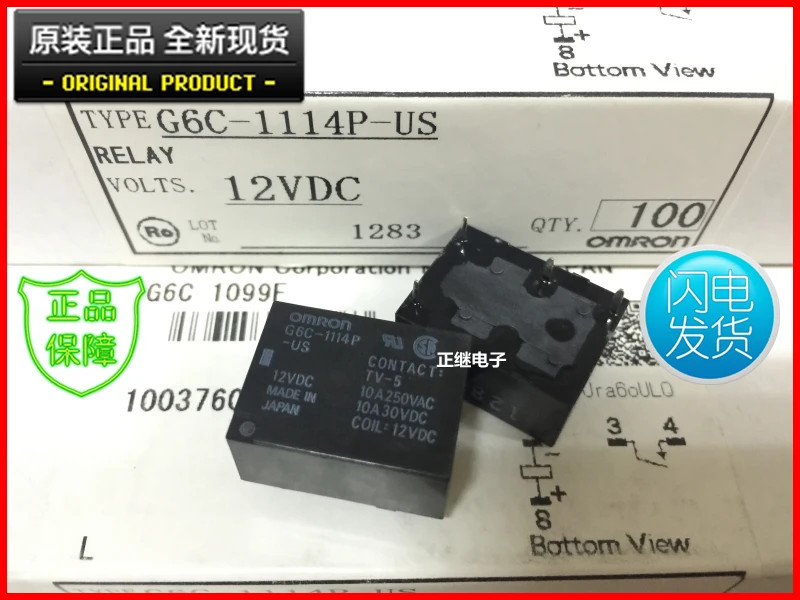 原装正品 全新现货
- ORIGINAL PRODUCT -
8
Bottom View
TYPE G6C-1114P-US
RELAY
VOLTS. 12VDC
LOT No. 1283
QTY. 100
OMRON
OMRON Corporation
G6C 1099F
正品
保障
闪电
发货
OMRON
G6C-1114P
-US
CONTACT:
TV-5
10A250VAC
10A30VDC
COIL: 12VDC
12VDC
MADE IN
JAPAN
正继电子
821
1003760
3 4
8
Bottom View
L